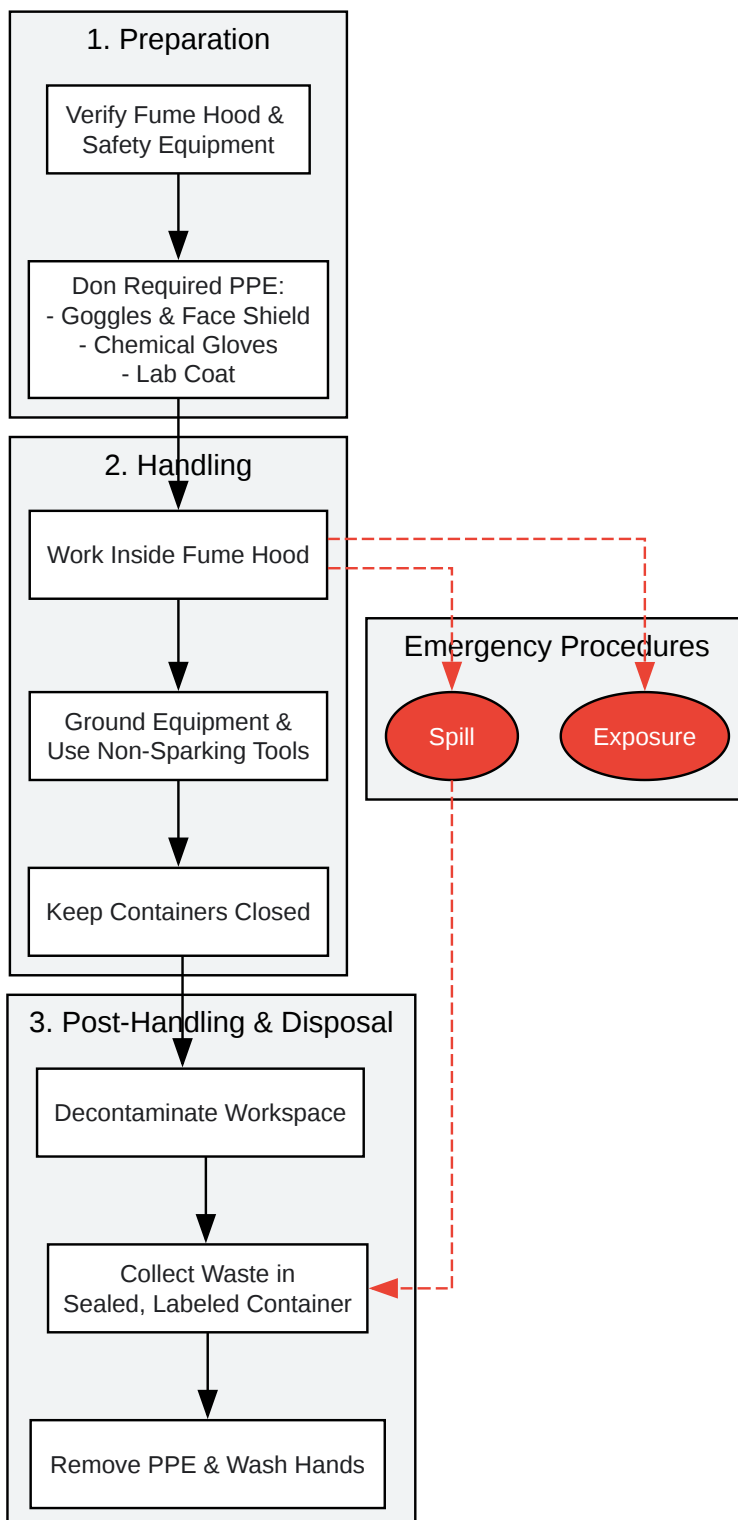 1. Preparation
Verify Fume Hood &
Safety Equipment
Don Required PPE:
- Goggles & Face Shield
- Chemical Gloves
- Lab Coat
2. Handling
Work Inside Fume Hood
Ground Equipment &
Use Non-Sparking Tools
Keep Containers Closed
Emergency Procedures
Spill
Exposure
3. Post-Handling & Disposal
Decontaminate Workspace
Collect Waste in
Sealed, Labeled Container
Remove PPE & Wash Hands